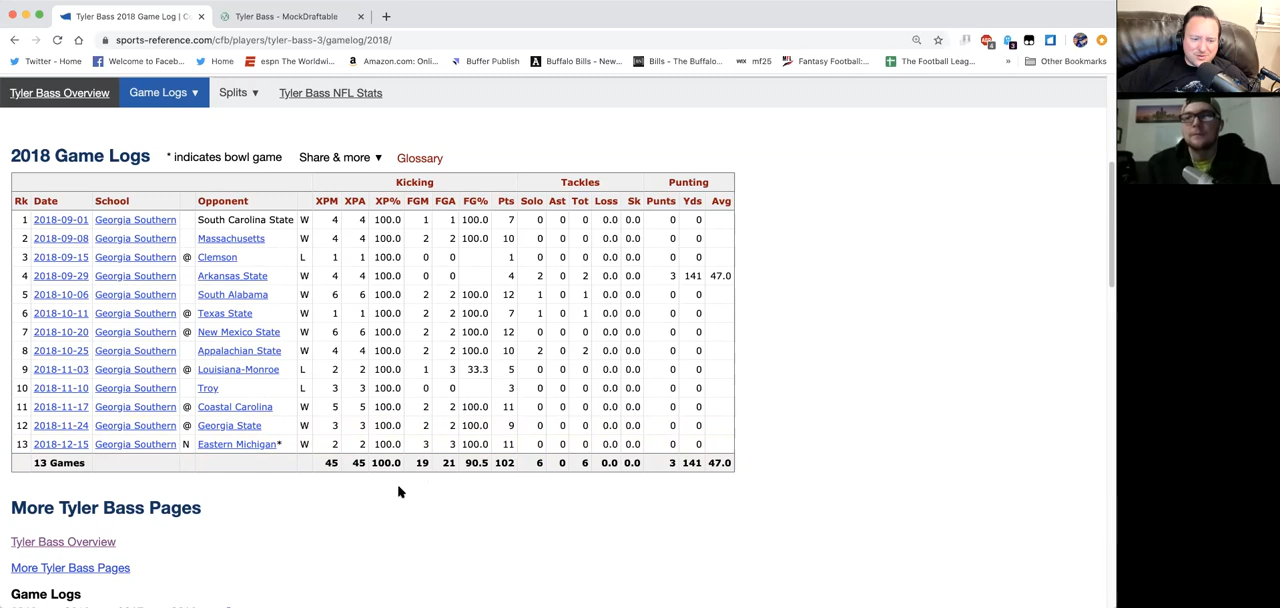 Tyler Bass 2018 Game Log | Co
Tyler Bass - MockDraftable
sports-reference.com/cfb/players/tyler-bass-3/gamelog/2018/
Twitter - Home Welcome to Faceb... Home espn The Worldwi... Amazon.com: Onli... Buffer Publish Buffalo Bills - New... Bills - The Buffalo... WIX mf25 Fantasy Football:... The Football Leag... » Other Bookmarks
Tyler Bass Overview Game Logs ▼ Splits ▼ Tyler Bass NFL Stats
2018 Game Logs * indicates bowl game Share & more ▼ Glossary
Kicking Tackles Punting
Rk Date School Opponent XPM XPA XP% FGM FGA FG% Pts Solo Ast Tot Loss Sk Punts Yds Avg
1 2018-09-01 Georgia Southern South Carolina State W 4 4 100.0 1 1 100.0 7 0 0 0 0.0 0.0 0 0
2 2018-09-08 Georgia Southern Massachusetts W 4 4 100.0 2 2 100.0 10 0 0 0 0.0 0.0 0 0
3 2018-09-15 Georgia Southern @ Clemson L 1 1 100.0 0 0 1 0 0 0 0.0 0.0 0 0
4 2018-09-29 Georgia Southern Arkansas State W 4 4 100.0 0 0 4 2 0 2 0.0 0.0 3 141 47.0
5 2018-10-06 Georgia Southern South Alabama W 6 6 100.0 2 2 100.0 12 1 0 1 0.0 0.0 0 0
6 2018-10-11 Georgia Southern @ Texas State W 1 1 100.0 2 2 100.0 7 1 0 1 0.0 0.0 0 0
7 2018-10-20 Georgia Southern @ New Mexico State W 6 6 100.0 2 2 100.0 12 0 0 0 0.0 0.0 0 0
8 2018-10-25 Georgia Southern Appalachian State W 4 4 100.0 2 2 100.0 10 2 0 2 0.0 0.0 0 0
9 2018-11-03 Georgia Southern @ Louisiana-Monroe L 2 2 100.0 1 3 33.3 5 0 0 0 0.0 0.0 0 0
10 2018-11-10 Georgia Southern Troy L 3 3 100.0 0 0 3 0 0 0 0.0 0.0 0 0
11 2018-11-17 Georgia Southern @ Coastal Carolina W 5 5 100.0 2 2 100.0 11 0 0 0 0.0 0.0 0 0
12 2018-11-24 Georgia Southern @ Georgia State W 3 3 100.0 2 2 100.0 9 0 0 0 0.0 0.0 0 0
13 2018-12-15 Georgia Southern N Eastern Michigan* W 2 2 100.0 3 3 100.0 11 0 0 0 0.0 0.0 0 0
13 Games 45 45 100.0 19 21 90.5 102 6 0 6 0.0 0.0 3 141 47.0
More Tyler Bass Pages
Tyler Bass Overview
More Tyler Bass Pages
Game Logs